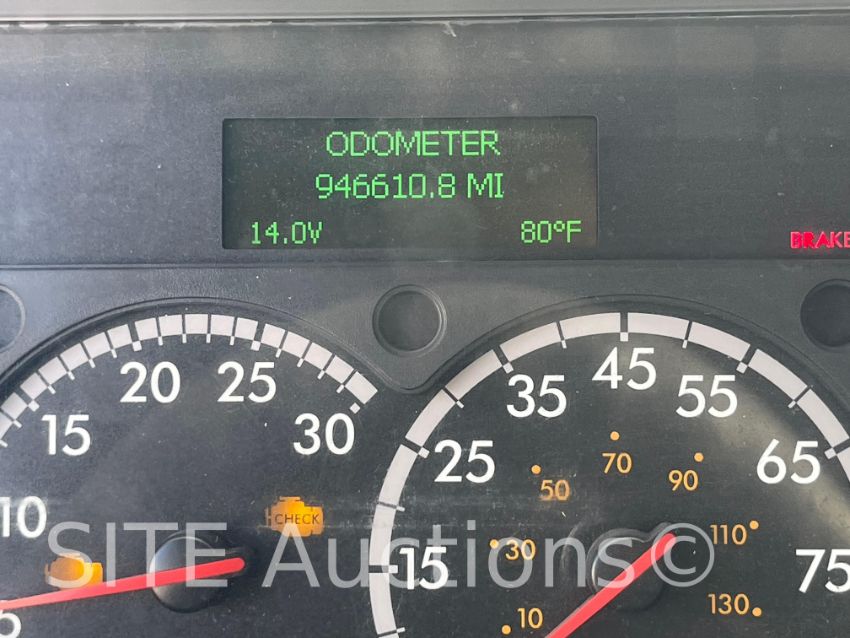 ODOMETER
946610.8 MI
14.0V 80°F
BRAKE
15 20 25 30
10
CHECK
15 25 35 45 55 65 75
10 30 50 70 90 110 130
SITE Auctions©